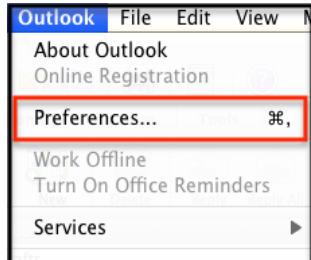 Outlook File Edit View
About Outlook
Online Registration
Preferences... ⌘,
Work Offline
Turn On Office Reminders
Services